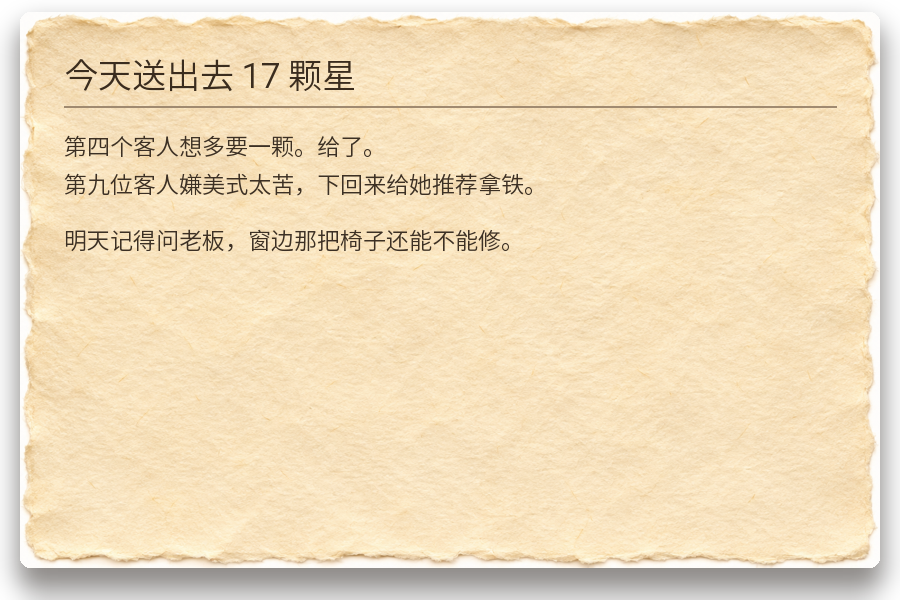 今天送出去 17 颗星
第四个客人想多要一颗。给了。
第九位客人嫌美式太苦，下回来给她推荐拿铁。
明天记得问老板，窗边那把椅子还能不能修。